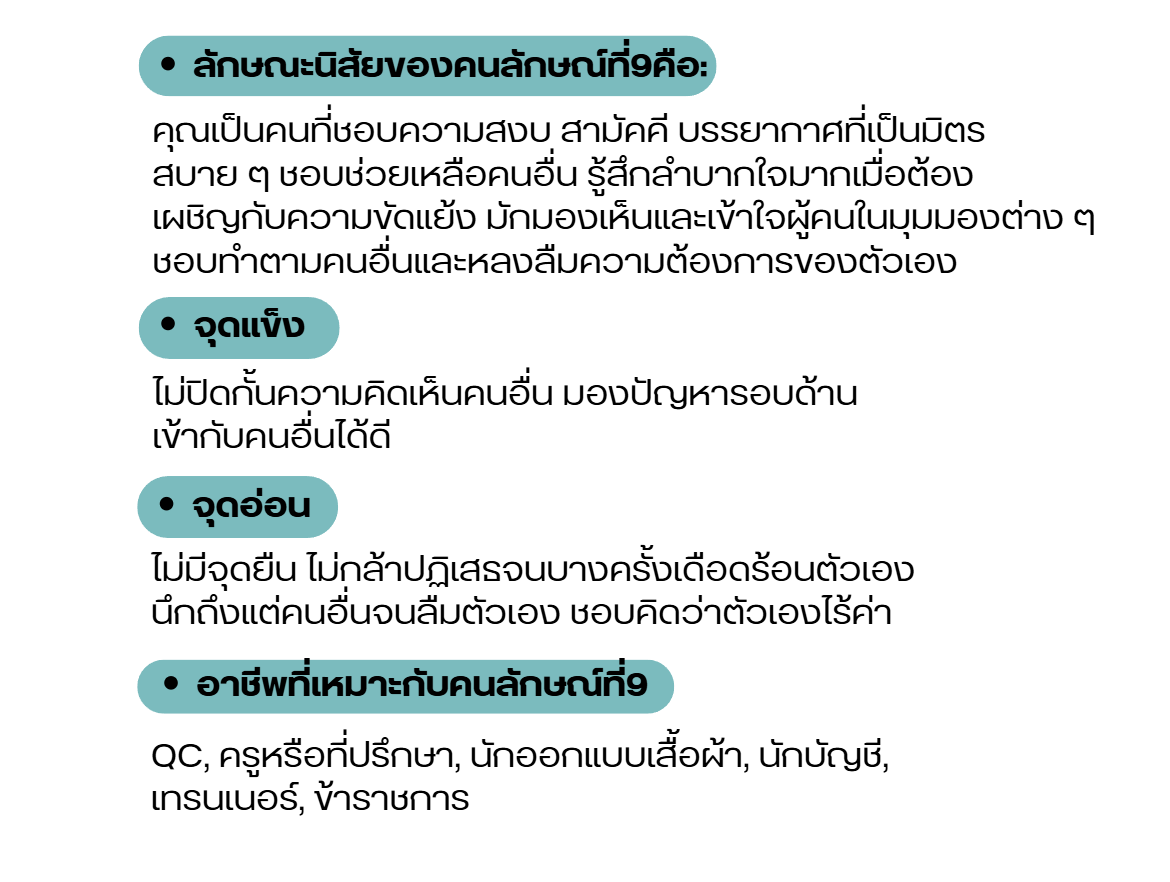 • ลักษณะนิสัยของคนลักษณ์ที่9คือ:
คุณเป็นคนที่ชอบความสงบ สามัคคี บรรยากาศที่เป็นมิตร
สบาย ๆ ชอบช่วยเหลือคนอื่น รู้สึกลำบากใจมากเมื่อต้อง
เผชิญกับความขัดแย้ง มักมองเห็นและเข้าใจผู้คนในมุมมองต่าง ๆ
ชอบทำตามคนอื่นและหลงลืมความต้องการของตัวเอง
• จุดแข็ง
ไม่ปิดกั้นความคิดเห็นคนอื่น มองปัญหารอบด้าน
เข้ากับคนอื่นได้ดี
• จุดอ่อน
ไม่มีจุดยืน ไม่กล้าปฏิเสธจนบางครั้งเดือดร้อนตัวเอง
นึกถึงแต่คนอื่นจนลืมตัวเอง ชอบคิดว่าตัวเองไร้ค่า
• อาชีพที่เหมาะกับคนลักษณ์ที่9
QC, ครูหรือที่ปรึกษา, นักออกแบบเสื้อผ้า, นักบัญชี,
เทรนเนอร์, ข้าราชการ